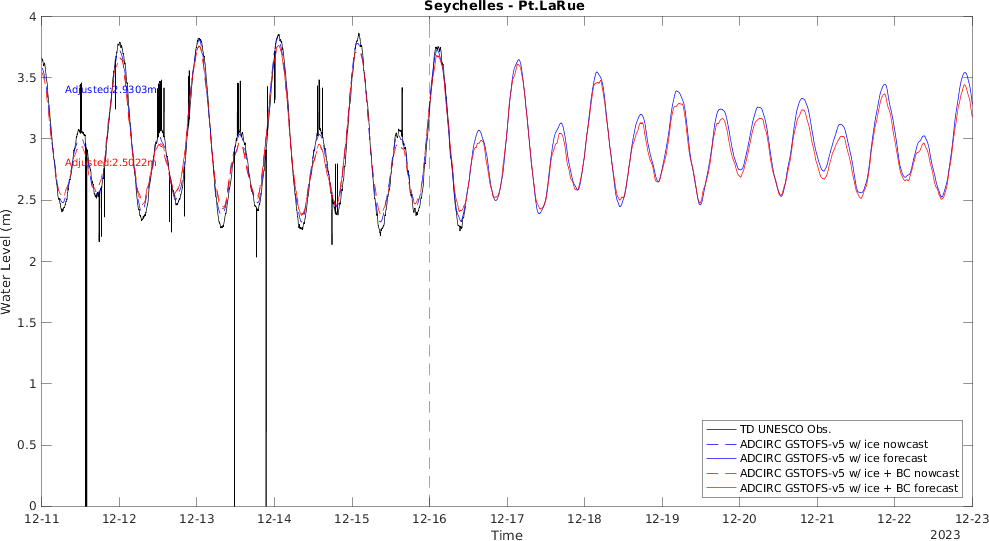 Seychelles - Pt.LaRue
Water Level (m)
4
3.5
3
2.5
2
1.5
1
0.5
0
Adjusted:2.9303m
Adjusted:2.5022m
TD UNESCO Obs.
ADCIRC GSTOFS-v5 w/ ice nowcast
ADCIRC GSTOFS-v5 w/ ice forecast
ADCIRC GSTOFS-v5 w/ ice + BC nowcast
ADCIRC GSTOFS-v5 w/ ice + BC forecast
12-11 12-12 12-13 12-14 12-15 12-16 12-17 12-18 12-19 12-20 12-21 12-22 12-23
Time
2023